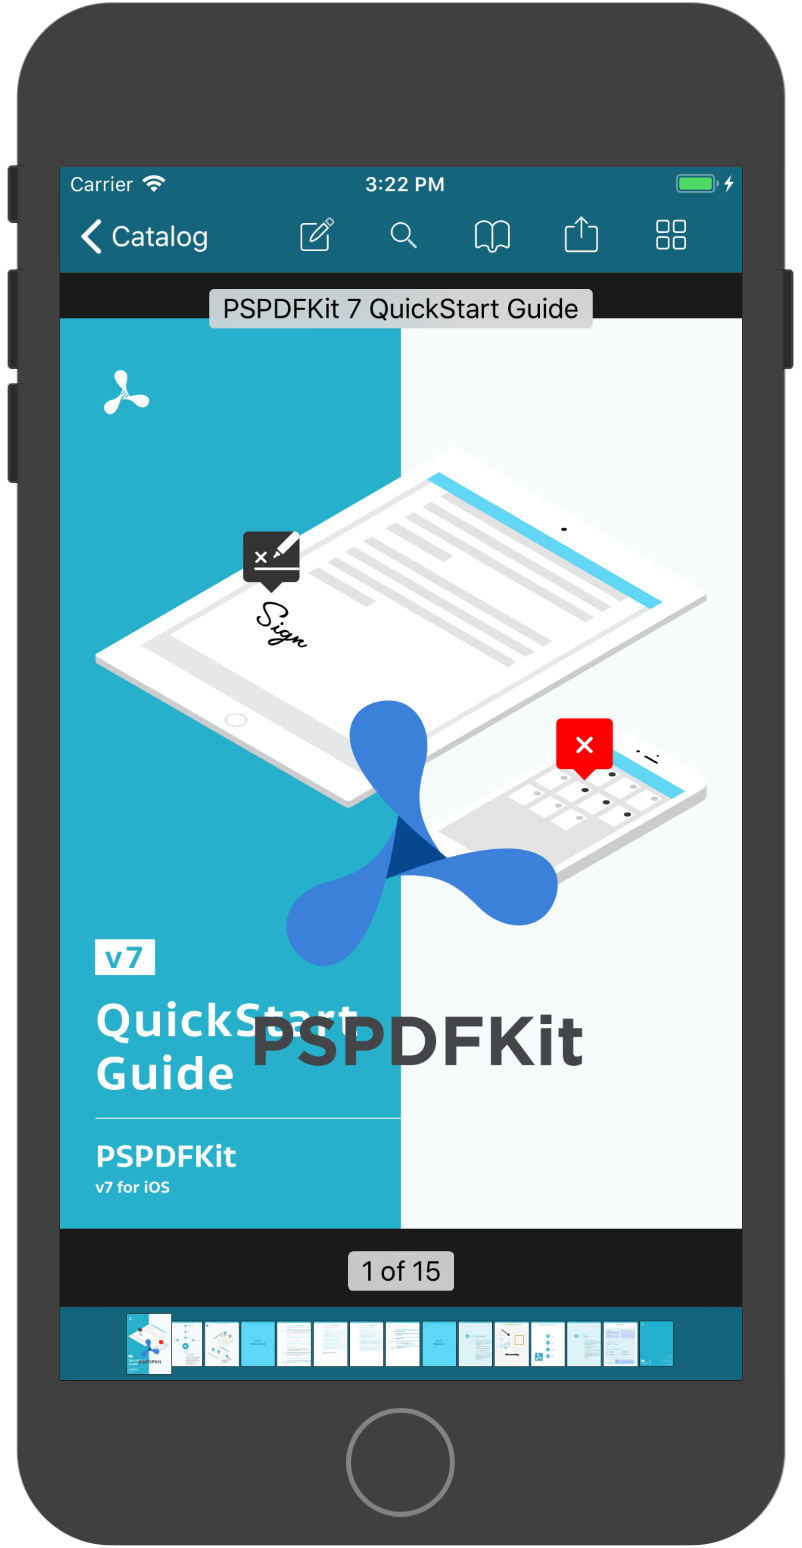 Carrier 3:22 PM
Catalog
PSPDFKit 7 QuickStart Guide
Sign
v7
QuickStart
Guide
PSPDFKit
PSPDFKit
v7 for iOS
1 of 15